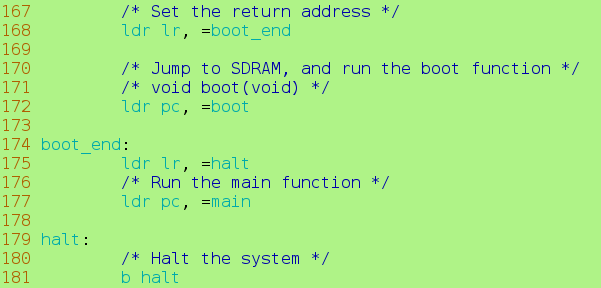 167         /* Set the return address */
168         ldr lr, =boot_end
169
170         /* Jump to SDRAM, and run the boot function */
171         /* void boot(void) */
172         ldr pc, =boot
173
174 boot_end:
175         ldr lr, =halt
176         /* Run the main function */
177         ldr pc, =main
178
179 halt:
180         /* Halt the system */
181         b halt